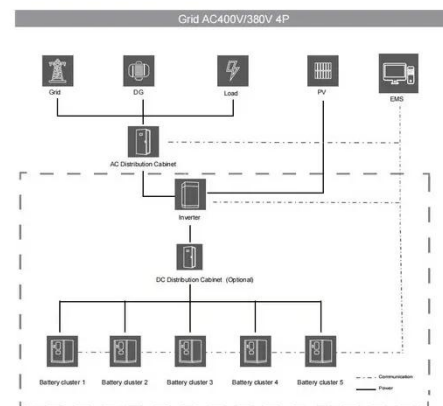 Grid AC400V/380V 4P
Grid
DG
Load
PV
EMS
AC Distribution Cabinet
Inverter
DC Distribution Cabinet (Optional)
Battery cluster 1
Battery cluster 2
Battery cluster 3
Battery cluster 4
Battery cluster 5
Communication
Power